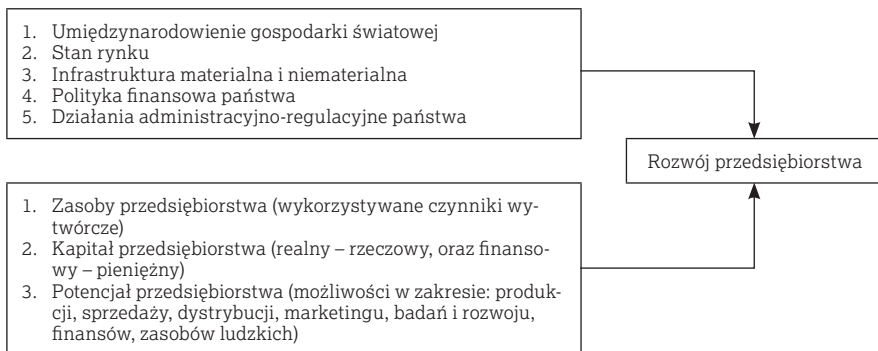 1. Umiędzynarodowienie gospodarki światowej
2. Stan rynku
3. Infrastruktura materialna i niematerialna
4. Polityka finansowa państwa
5. Działania administracyjno-regulacyjne państwa
Rozwój przedsiębiorstwa
1. Zasoby przedsiębiorstwa (wykorzystywane czynniki wy-
twórcze)
2. Kapitał przedsiębiorstwa (realny – rzeczowy, oraz finanso-
wy – pieniężny)
3. Potencjał przedsiębiorstwa (możliwości w zakresie: produk-
cji, sprzedaży, dystrybucji, marketingu, badań i rozwoju,
finansów, zasobów ludzkich)